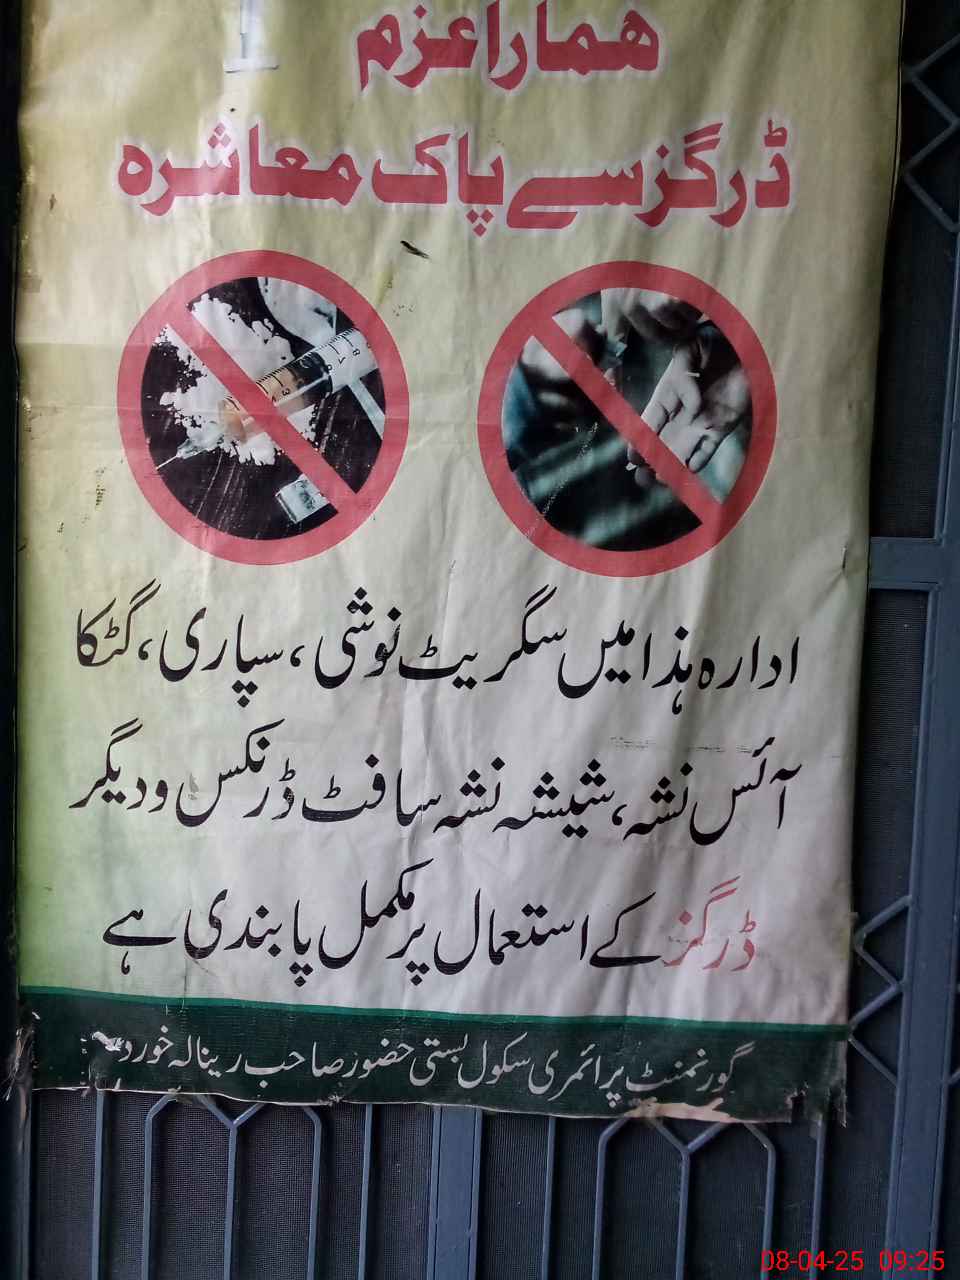 ھمارا عزم
ڈرگز سے پاک معاشرہ
ادارہ ہذا میں سگریٹ نوشی، سپاری، گٹکا
آئس نشہ، شیشہ نشہ سافٹ ڈرنکس و دیگر
ڈرگز کے استعمال پر مکمل پابندی ہے
گورنمنٹ پرائمری سکول بستی حضور صاحب رینالہ خورد
08-04-25 09:25